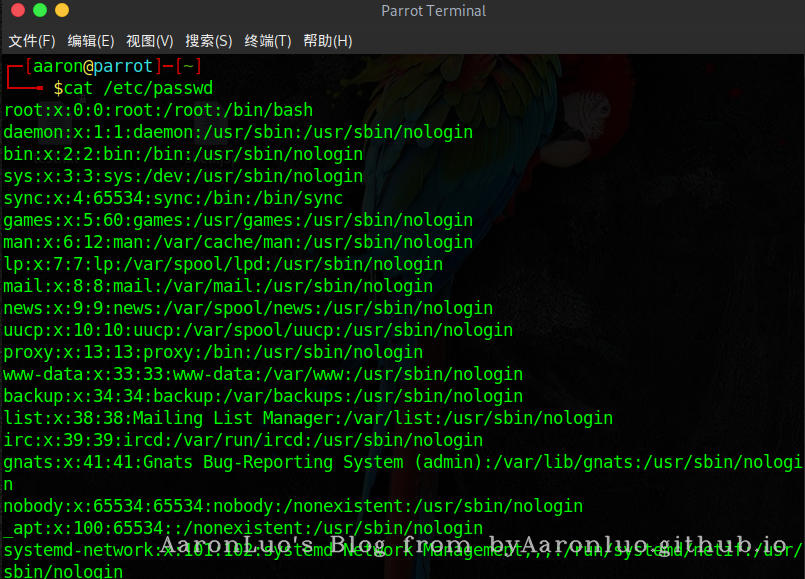 Parrot Terminal
文件(F) 编辑(E) 视图(V) 搜索(S) 终端(T) 帮助(H)
┌─[aaron@parrot]─[~]
└──╼ $cat /etc/passwd
root:x:0:0:root:/root:/bin/bash
daemon:x:1:1:daemon:/usr/sbin:/usr/sbin/nologin
bin:x:2:2:bin:/bin:/usr/sbin/nologin
sys:x:3:3:sys:/dev:/usr/sbin/nologin
sync:x:4:65534:sync:/bin:/bin/sync
games:x:5:60:games:/usr/games:/usr/sbin/nologin
man:x:6:12:man:/var/cache/man:/usr/sbin/nologin
lp:x:7:7:lp:/var/spool/lpd:/usr/sbin/nologin
mail:x:8:8:mail:/var/mail:/usr/sbin/nologin
news:x:9:9:news:/var/spool/news:/usr/sbin/nologin
uucp:x:10:10:uucp:/var/spool/uucp:/usr/sbin/nologin
proxy:x:13:13:proxy:/bin:/usr/sbin/nologin
www-data:x:33:33:www-data:/var/www:/usr/sbin/nologin
backup:x:34:34:backup:/var/backups:/usr/sbin/nologin
list:x:38:38:Mailing List Manager:/var/list:/usr/sbin/nologin
irc:x:39:39:ircd:/var/run/ircd:/usr/sbin/nologin
gnats:x:41:41:Gnats Bug-Reporting System (admin):/var/lib/gnats:/usr/sbin/nologi
n
nobody:x:65534:65534:nobody:/nonexistent:/usr/sbin/nologin
_apt:x:100:65534::/nonexistent:/usr/sbin/nologin
AaronLuo's Blog from byAaronluo.github.io
systemd-network:x:101:102:systemd Network Management,,,:/run/systemd/netif:/usr/
sbin/nologin